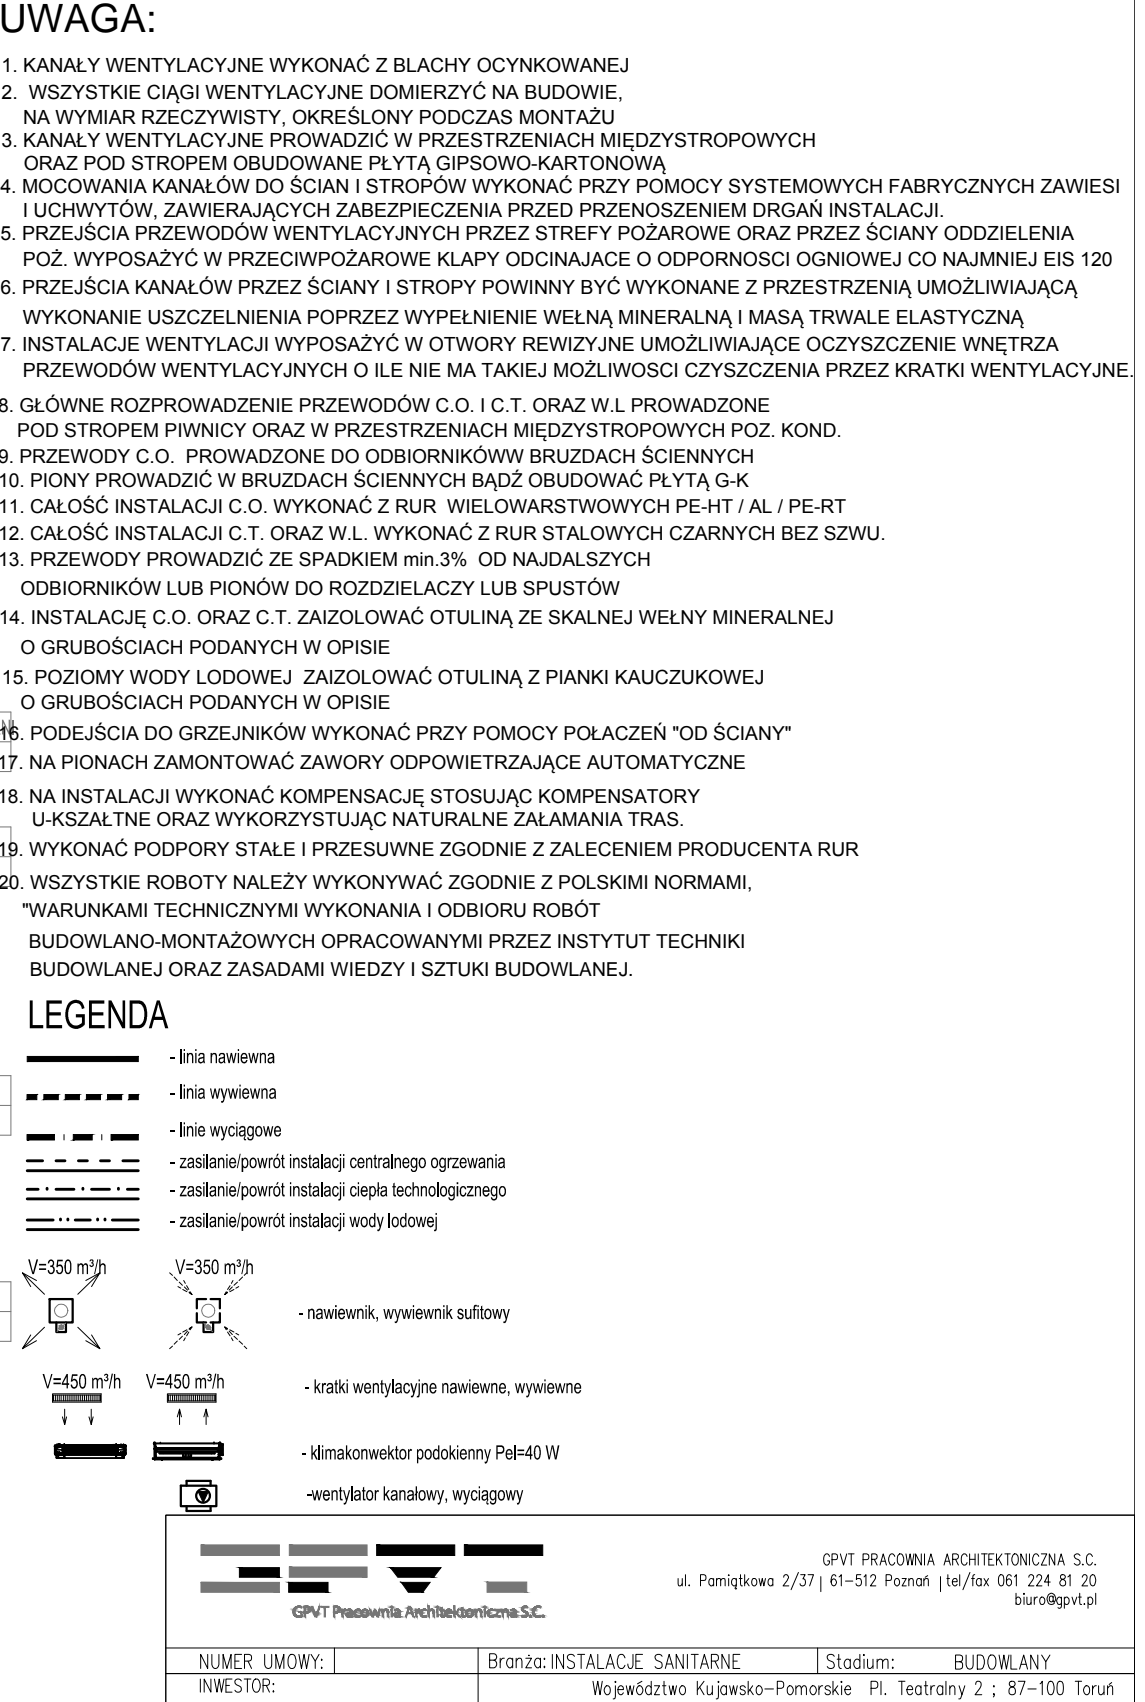 UWAGA:
1. KANAŁY WENTYLACYJNE WYKONAĆ Z BLACHY OCYNKOWANEJ
2. WSZYSTKIE CIĄGI WENTYLACYJNE DOMIERZYĆ NA BUDOWIE,
NA WYMIAR RZECZYWISTY, OKREŚLONY PODCZAS MONTAŻU
3. KANAŁY WENTYLACYJNE PROWADZIĆ W PRZESTRZENIACH MIĘDZYSTROPOWYCH
ORAZ POD STROPEM OBUDOWANE PŁYTĄ GIPSOWO-KARTONOWĄ
4. MOCOWANIA KANAŁÓW DO ŚCIAN I STROPÓW WYKONAĆ PRZY POMOCY SYSTEMOWYCH FABRYCZNYCH ZAWIESI
I UCHWYTÓW, ZAWIERAJĄCYCH ZABEZPIECZENIA PRZED PRZENOSZENIEM DRGAŃ INSTALACJI.
5. PRZEJŚCIA PRZEWODÓW WENTYLACYJNYCH PRZEZ STREFY POŻAROWE ORAZ PRZEZ ŚCIANY ODDZIELENIA
POŻ. WYPOSAŻYĆ W PRZECIWPOŻAROWE KLAPY ODCINAJACE O ODPORNOSCI OGNIOWEJ CO NAJMNIEJ EIS 120
6. PRZEJŚCIA KANAŁÓW PRZEZ ŚCIANY I STROPY POWINNY BYĆ WYKONANE Z PRZESTRZENIĄ UMOŻLIWIAJĄCĄ
WYKONANIE USZCZELNIENIA POPRZEZ WYPEŁNIENIE WEŁNĄ MINERALNĄ I MASĄ TRWALE ELASTYCZNĄ
7. INSTALACJE WENTYLACJI WYPOSAŻYĆ W OTWORY REWIZYJNE UMOŻLIWIAJĄCE OCZYSZCZENIE WNĘTRZA
PRZEWODÓW WENTYLACYJNYCH O ILE NIE MA TAKIEJ MOŻLIWOSCI CZYSZCZENIA PRZEZ KRATKI WENTYLACYJNE.
8. GŁÓWNE ROZPROWADZENIE PRZEWODÓW C.O. I C.T. ORAZ W.L PROWADZONE
POD STROPEM PIWNICY ORAZ W PRZESTRZENIACH MIĘDZYSTROPOWYCH POZ. KOND.
9. PRZEWODY C.O. PROWADZONE DO ODBIORNIKÓWW BRUZDACH ŚCIENNYCH
10. PIONY PROWADZIĆ W BRUZDACH ŚCIENNYCH BĄDŹ OBUDOWAĆ PŁYTĄ G-K
11. CAŁOŚĆ INSTALACJI C.O. WYKONAĆ Z RUR WIELOWARSTWOWYCH PE-HT / AL / PE-RT
12. CAŁOŚĆ INSTALACJI C.T. ORAZ W.L. WYKONAĆ Z RUR STALOWYCH CZARNYCH BEZ SZWU.
13. PRZEWODY PROWADZIĆ ZE SPADKIEM min.3% OD NAJDALSZYCH
ODBIORNIKÓW LUB PIONÓW DO ROZDZIELACZY LUB SPUSTÓW
14. INSTALACJĘ C.O. ORAZ C.T. ZAIZOLOWAĆ OTULINĄ ZE SKALNEJ WEŁNY MINERALNEJ
O GRUBOŚCIACH PODANYCH W OPISIE
15. POZIOMY WODY LODOWEJ ZAIZOLOWAĆ OTULINĄ Z PIANKI KAUCZUKOWEJ
O GRUBOŚCIACH PODANYCH W OPISIE
16. PODEJŚCIA DO GRZEJNIKÓW WYKONAĆ PRZY POMOCY POŁACZEŃ "OD ŚCIANY"
17. NA PIONACH ZAMONTOWAĆ ZAWORY ODPOWIETRZAJĄCE AUTOMATYCZNE
18. NA INSTALACJI WYKONAĆ KOMPENSACJĘ STOSUJĄC KOMPENSATORY
U-KSZAŁTNE ORAZ WYKORZYSTUJĄC NATURALNE ZAŁAMANIA TRAS.
19. WYKONAĆ PODPORY STAŁE I PRZESUWNE ZGODNIE Z ZALECENIEM PRODUCENTA RUR
20. WSZYSTKIE ROBOTY NALEŻY WYKONYWAĆ ZGODNIE Z POLSKIMI NORMAMI,
"WARUNKAMI TECHNICZNYMI WYKONANIA I ODBIORU ROBÓT
BUDOWLANO-MONTAŻOWYCH OPRACOWANYMI PRZEZ INSTYTUT TECHNIKI
BUDOWLANEJ ORAZ ZASADAMI WIEDZY I SZTUKI BUDOWLANEJ.
LEGENDA
- linia nawiewna
- linia wywiewna
- linie wyciągowe
- zasilanie/powrót instalacji centralnego ogrzewania
- zasilanie/powrót instalacji ciepła technologicznego
- zasilanie/powrót instalacji wody lodowej
V=350 m³/h V=350 m³/h
- nawiewnik, wywiewnik sufitowy
V=450 m³/h V=450 m³/h
- kratki wentylacyjne nawiewne, wywiewne
- klimakonwektor podokienny Pel=40 W
-wentylator kanałowy, wyciągowy
GPVT Pracownia Architektoniczna S.C.
GPVT PRACOWNIA ARCHITEKTONICZNA S.C.
ul. Pamiątkowa 2/37 | 61-512 Poznań | tel/fax 061 224 81 20
biuro@gpvt.pl
NUMER UMOWY: Branża: INSTALACJE SANITARNE Stadium: BUDOWLANY
INWESTOR: Województwo Kujawsko-Pomorskie Pl. Teatralny 2 ; 87-100 Toruń